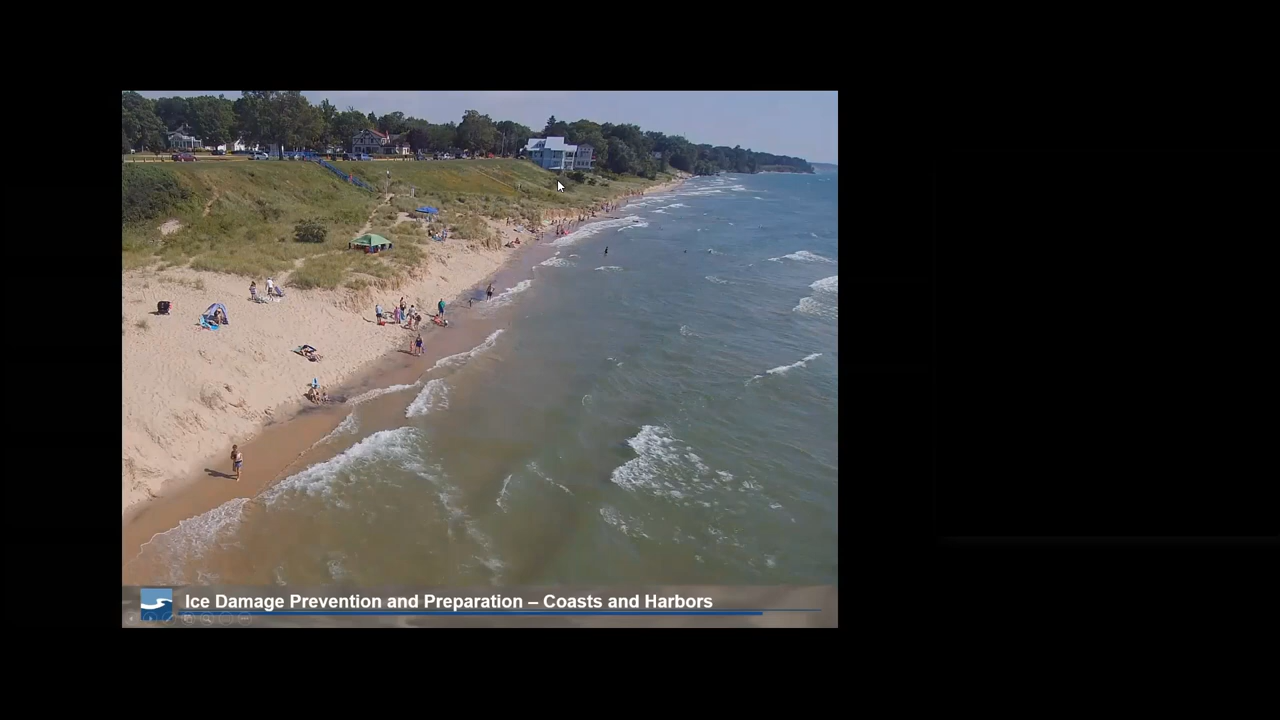 Ice Damage Prevention and Preparation – Coasts and Harbors